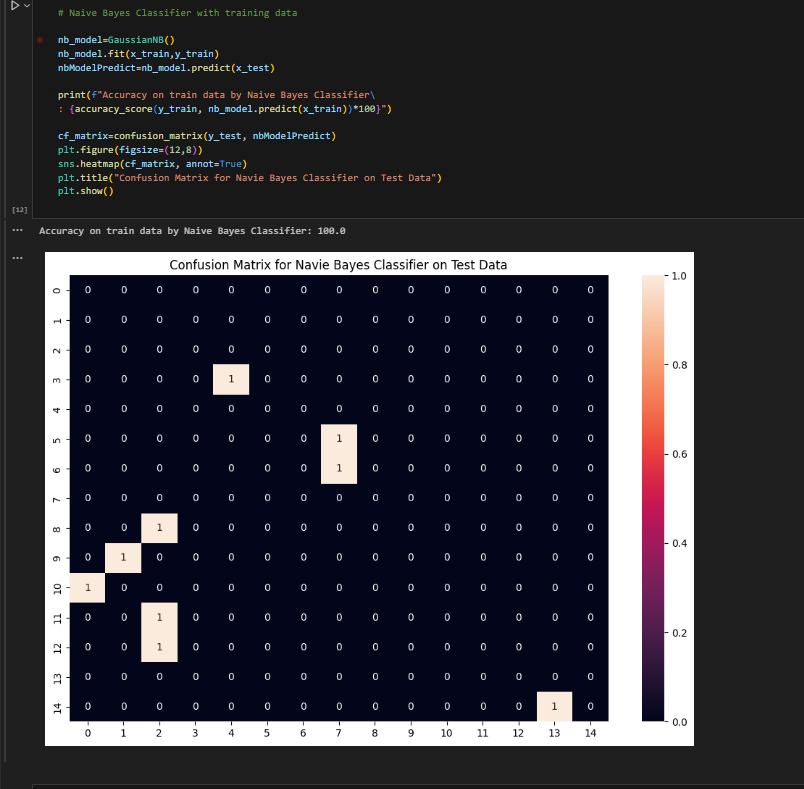 # Naive Bayes Classifier with training data
nb_model=GaussianNB()
nb_model.fit(x_train,y_train)
nbModelPredict=nb_model.predict(x_test)
print(f"Accuracy on train data by Naive Bayes Classifier\
: {accuracy_score(y_train, nb_model.predict(x_train))*100}")
cf_matrix=confusion_matrix(y_test, nbModelPredict)
plt.figure(figsize=(12,8))
sns.heatmap(cf_matrix, annot=True)
plt.title("Confusion Matrix for Navie Bayes Classifier on Test Data")
plt.show()
[12]
... Accuracy on train data by Naive Bayes Classifier: 100.0
...
Confusion Matrix for Navie Bayes Classifier on Test Data
0 0 0 0 0 0 0 0 0 0 0 0 0 0 0 0
1 0 0 0 0 0 0 0 0 0 0 0 0 0 0 0
2 0 0 0 0 0 0 0 0 0 0 0 0 0 0 0
3 0 0 0 0 1 0 0 0 0 0 0 0 0 0 0
4 0 0 0 0 0 0 0 0 0 0 0 0 0 0 0
5 0 0 0 0 0 0 0 1 0 0 0 0 0 0 0
6 0 0 0 0 0 0 0 1 0 0 0 0 0 0 0
7 0 0 0 0 0 0 0 0 0 0 0 0 0 0 0
8 0 0 1 0 0 0 0 0 0 0 0 0 0 0 0
9 0 1 0 0 0 0 0 0 0 0 0 0 0 0 0
10 1 0 0 0 0 0 0 0 0 0 0 0 0 0 0
11 0 0 1 0 0 0 0 0 0 0 0 0 0 0 0
12 0 0 1 0 0 0 0 0 0 0 0 0 0 0 0
13 0 0 0 0 0 0 0 0 0 0 0 0 0 0 0
14 0 0 0 0 0 0 0 0 0 0 0 0 0 1 0
0 1 2 3 4 5 6 7 8 9 10 11 12 13 14
1.0
0.8
0.6
0.4
0.2
0.0